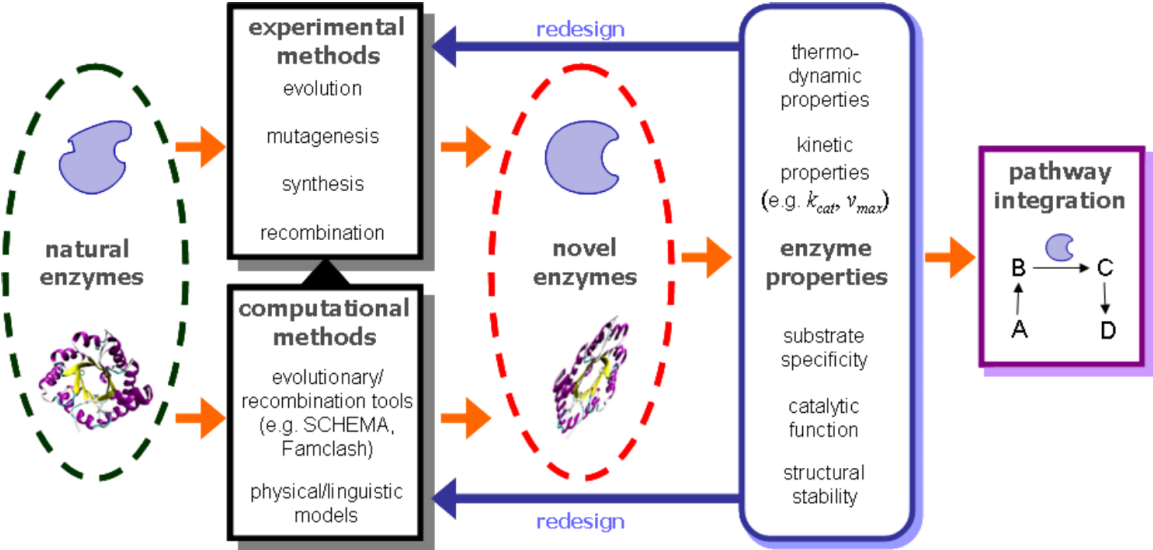 natural
enzymes
experimental
methods
evolution
mutagenesis
synthesis
recombination
computational
methods
evolutionary/
recombination tools
(e.g. SCHEMA,
Famclash)
physical/linguistic
models
redesign
novel
enzymes
redesign
thermo-
dynamic
properties
kinetic
properties
(e.g. kcat, vmax)
enzyme
properties
substrate
specificity
catalytic
function
structural
stability
pathway
integration
B C
A D